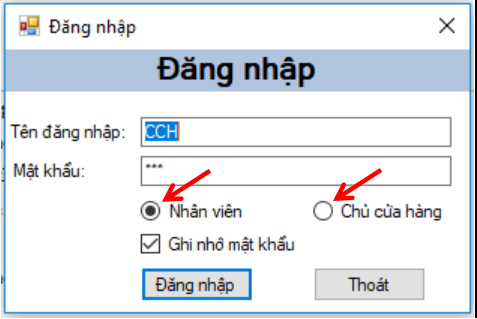 Đăng nhập
Đăng nhập
Tên đăng nhập: CCH
Mật khẩu: ***
Nhân viên Chủ cửa hàng
Ghi nhớ mật khẩu
Đăng nhập Thoát